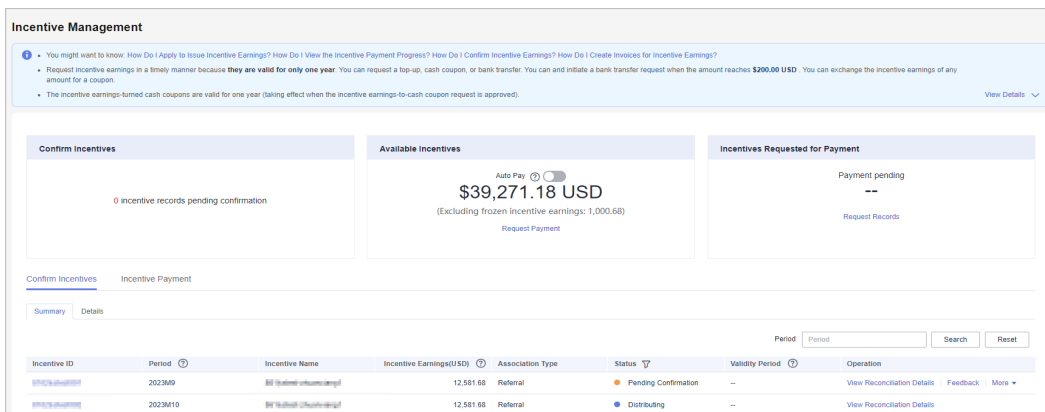 Incentive Management
You might want to know: How Do I Apply to Issue Incentive Earnings? How Do I View the Incentive Payment Progress? How Do I Confirm Incentive Earnings? How Do I Create Invoices for Incentive Earnings?
Request incentive earnings in a timely manner because they are valid for only one year. You can request a top-up, cash coupon, or bank transfer. You can and initiate a bank transfer request when the amount reaches $200.00 USD . You can exchange the incentive earnings of any
amount for a coupon.
The incentive earnings-turned cash coupons are valid for one year (taking effect when the incentive earnings-to-cash coupon request is approved).
View Details
Confirm Incentives
Available Incentives
Incentives Requested for Payment
0 incentive records pending confirmation
Auto Pay
$39,271.18 USD
(Excluding frozen incentive earnings: 1,000.68)
Request Payment
Payment pending
--
Request Records
Confirm Incentives Incentive Payment
Summary Details
Period Period Search Reset
Incentive ID Period Incentive Name Incentive Earnings(USD) Association Type Status Validity Period Operation
2023M9 12,581.68 Referral Pending Confirmation -- View Reconciliation Details Feedback More
2023M10 12,581.68 Referral Distributing -- View Reconciliation Details